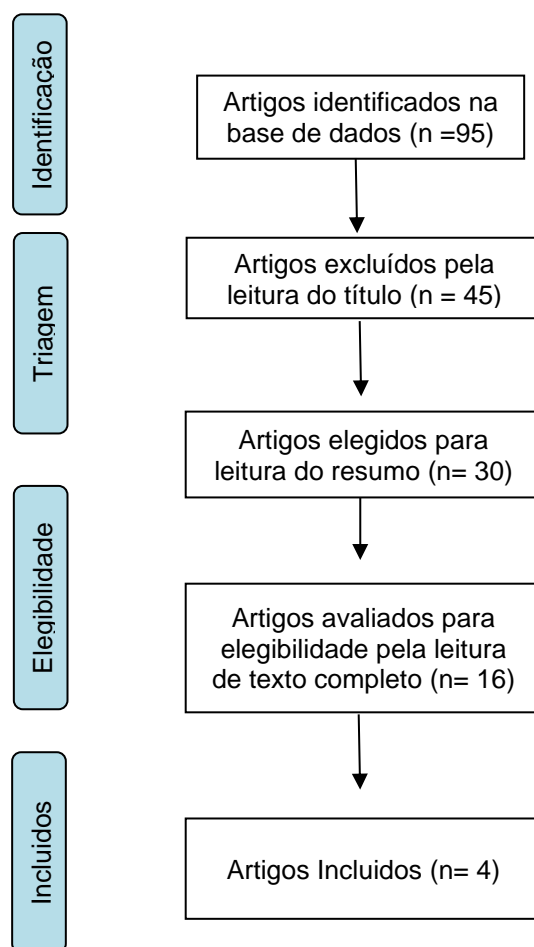 Identificação
Artigos identificados na
base de dados (n =95)
Triagem
Artigos excluídos pela
leitura do título (n = 45)
Artigos elegidos para
leitura do resumo (n= 30)
Elegibilidade
Artigos avaliados para
elegibilidade pela leitura
de texto completo (n= 16)
Incluidos
Artigos Incluidos (n= 4)